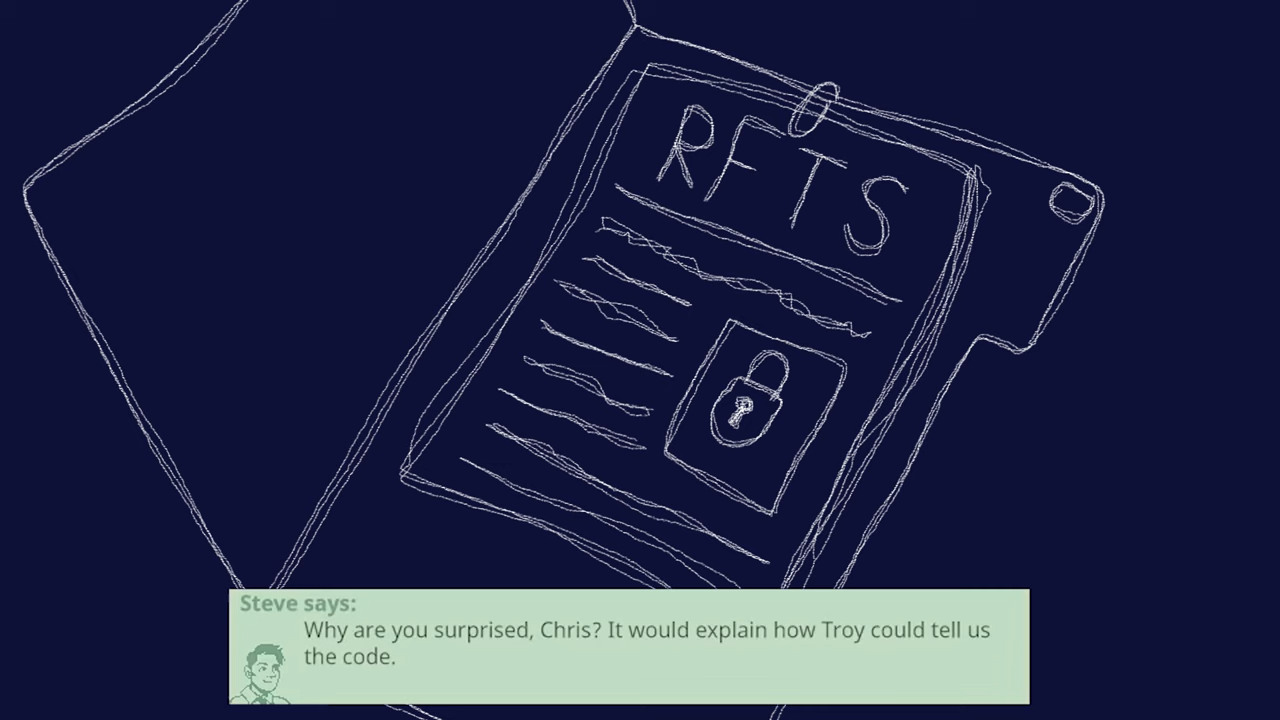 RFTS
Steve says:
Why are you surprised, Chris? It would explain how Troy could tell us
the code.